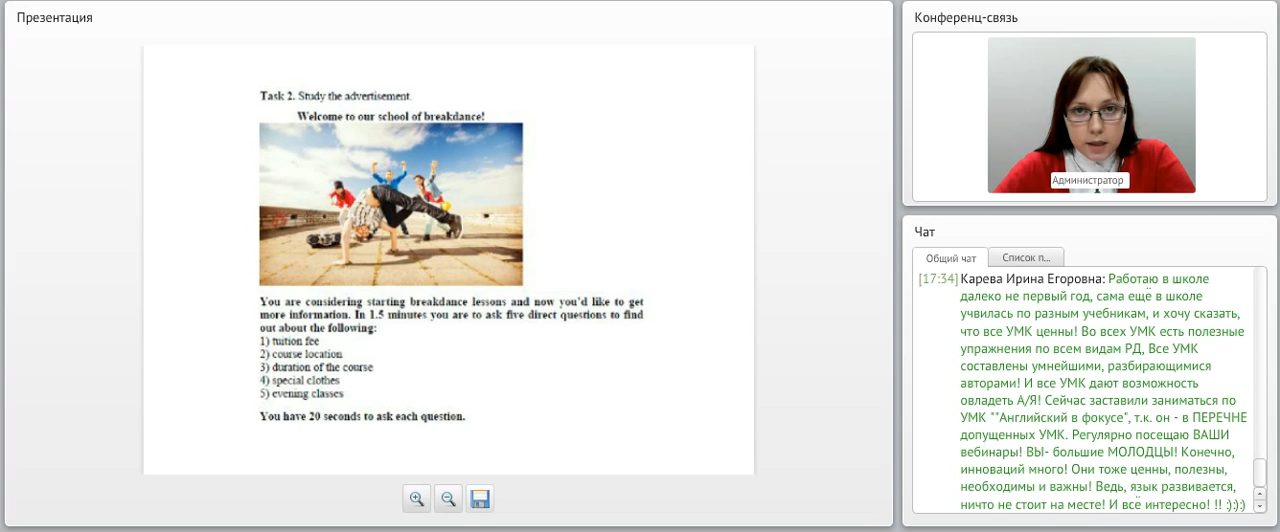 Презентация
Task 2. Study the advertisement.
Welcome to our school of breakdance!
You are considering starting breakdance lessons and now you'd like to get
more information. In 1.5 minutes you are to ask five direct questions to find
out about the following:
1) tuition fee
2) course location
3) duration of the course
4) special clothes
5) evening classes
You have 20 seconds to ask each question.
Конференц-связь
Администратор
Чат
Общий чат
Список п...
[17:34] Карева Ирина Егоровна: Работаю в школе
далеко не первый год, сама ещё в школе
учвилась по разным учебникам, и хочу сказать,
что все УМК ценны! Во всех УМК есть полезные
упражнения по всем видам РД, Все УМК
составлены умнейшими, разбирающимися
авторами! И все УМК дают возможность
овладеть А/Я! Сейчас заставили заниматься по
УМК ""Английский в фокусе", т.к. он - в ПЕРЕЧНЕ
допущенных УМК. Регулярно посещаю ВАШИ
вебинары! ВЫ- большие МОЛОДЦЫ! Конечно,
инноваций много! Они тоже ценны, полезны,
необходимы и важны! Ведь, язык развивается,
ничто не стоит на месте! И всё интересно! !! :):):)